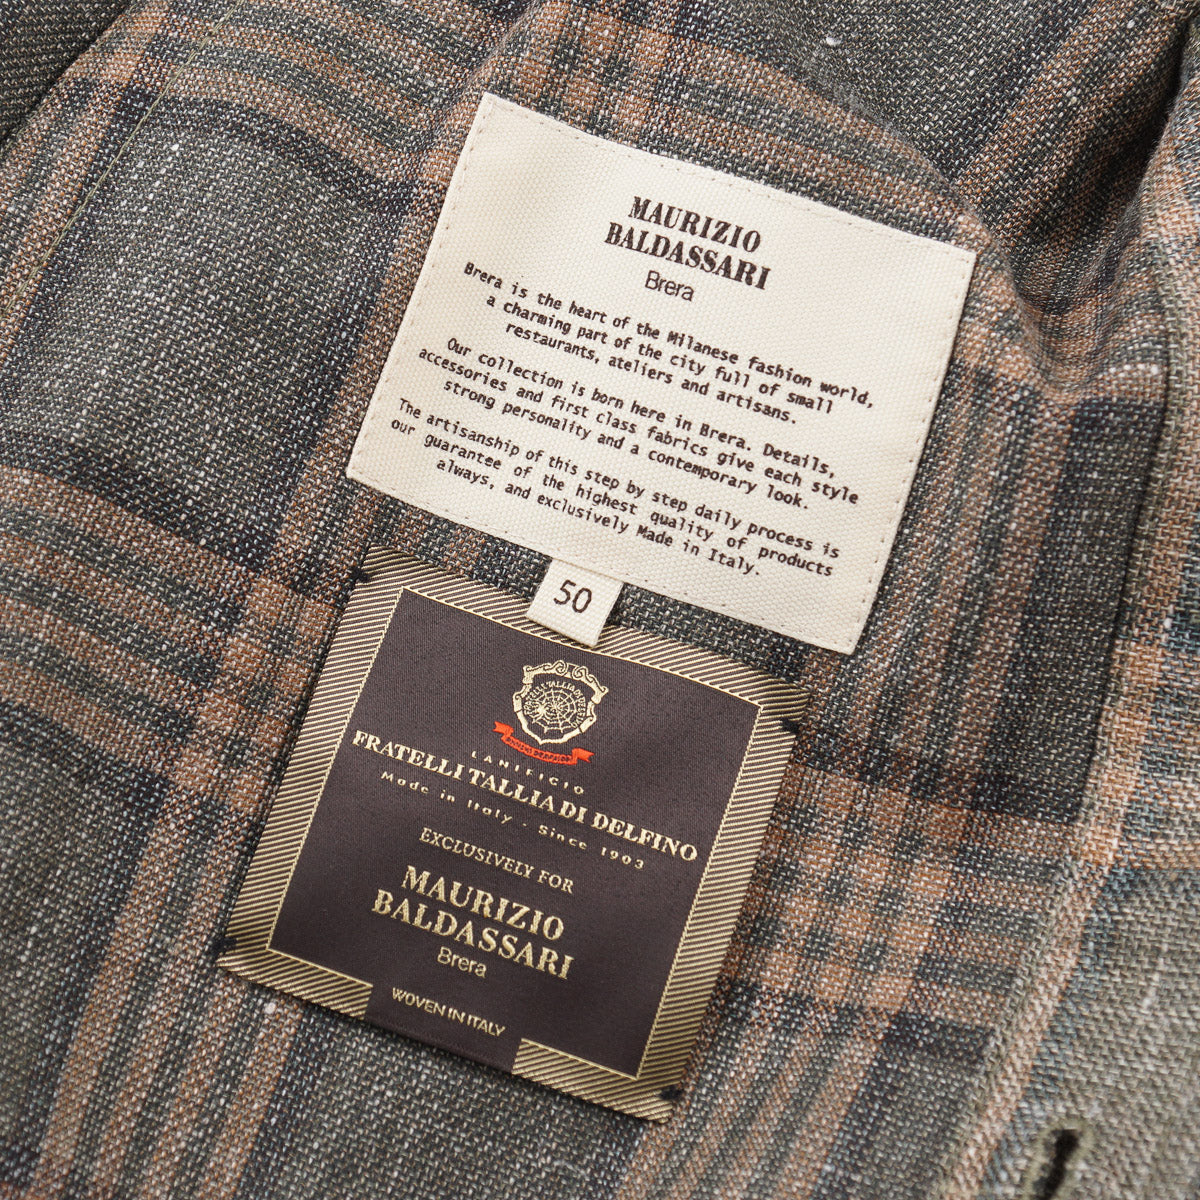 MAURIZIO
BALDASSARI
Brera
Brera is the heart of the Milanese fashion world,
a charming part of the city full of small
restaurants, ateliers and artisans.
Our collection is born here in Brera. Details,
accessories and first class fabrics give each style
strong personality and a contemporary look.
The artisanship of this step by step daily process is
our guarantee of the highest quality of products
always, and exclusively Made in Italy.
50
FRATELLI TALLIA DI DELFINO
LANIFICIO
FRATELLI TALLIA DI DELFINO
Made in Italy . Since 1903
EXCLUSIVELY FOR
MAURIZIO
BALDASSARI
Brera
WOVEN IN ITALY